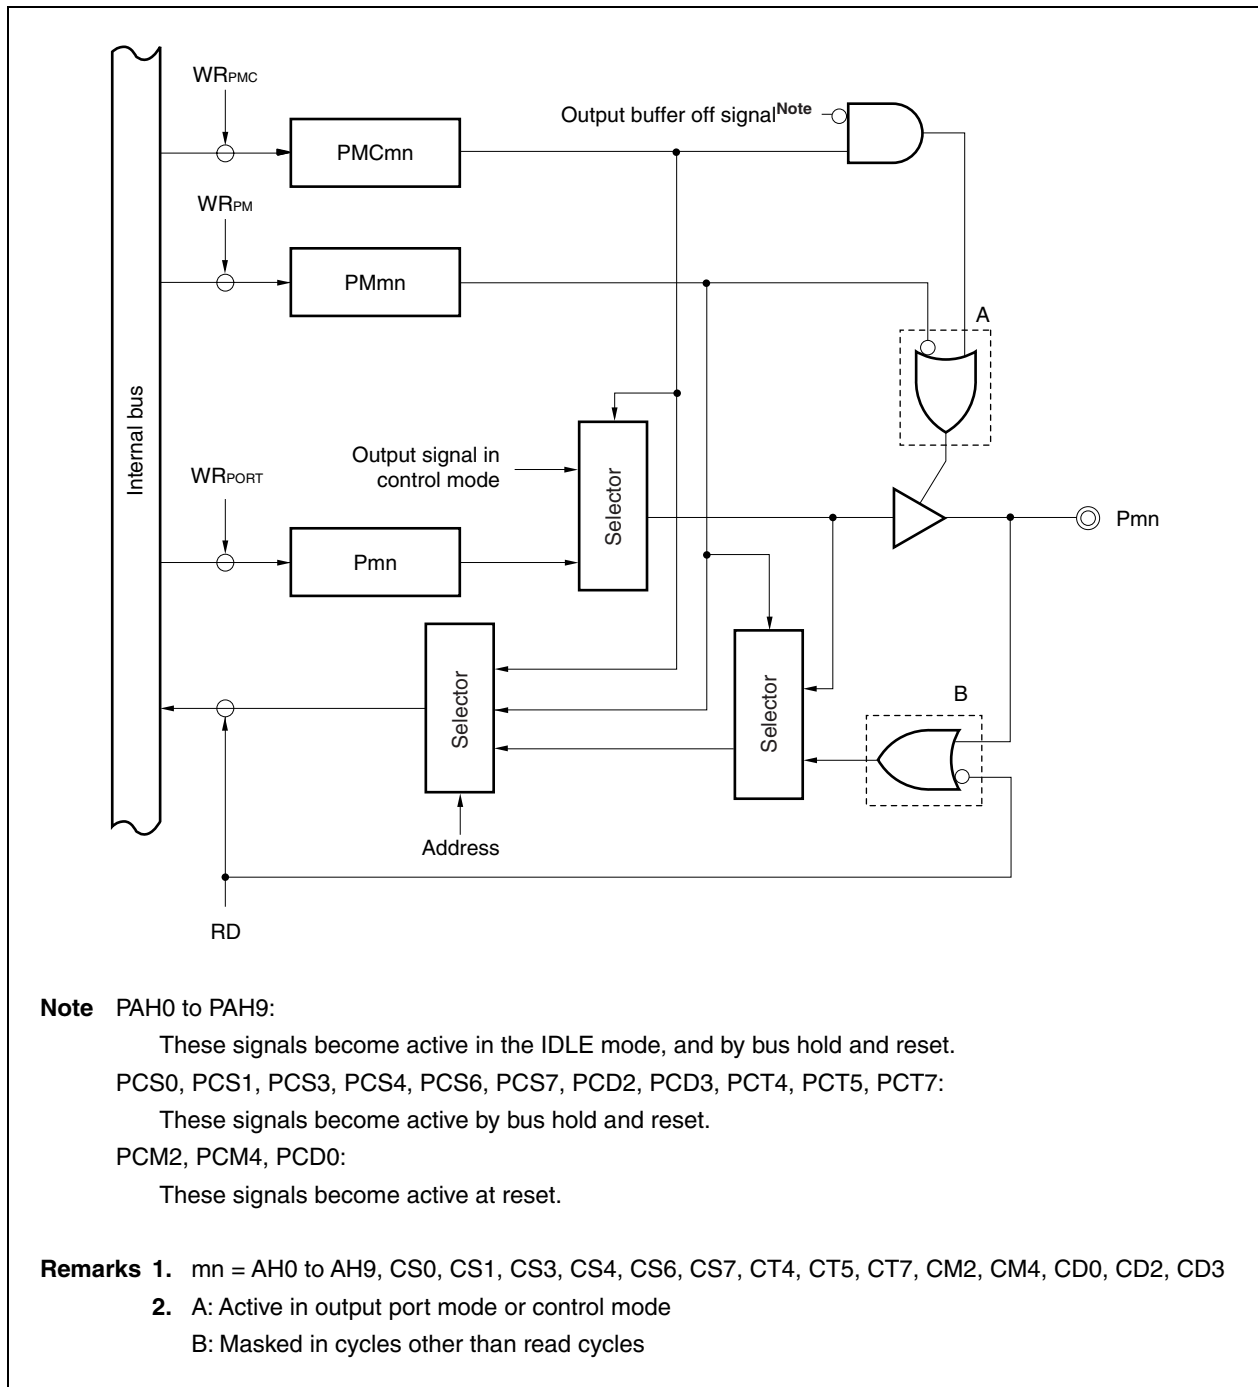 WRPMC
Output buffer off signalNote
PMCmn
WRPM
PMmn
A
Internal bus
Output signal in
control mode
Selector
WRPORT
Pmn
Pmn
Selector
Selector
B
Address
RD
Note PAH0 to PAH9:
These signals become active in the IDLE mode, and by bus hold and reset.
PCS0, PCS1, PCS3, PCS4, PCS6, PCS7, PCD2, PCD3, PCT4, PCT5, PCT7:
These signals become active by bus hold and reset.
PCM2, PCM4, PCD0:
These signals become active at reset.
Remarks 1. mn = AH0 to AH9, CS0, CS1, CS3, CS4, CS6, CS7, CT4, CT5, CT7, CM2, CM4, CD0, CD2, CD3
2. A: Active in output port mode or control mode
B: Masked in cycles other than read cycles